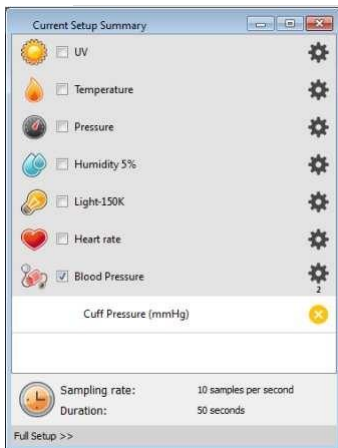 Current Setup Summary
UV
Temperature
Pressure
Humidity 5%
Light-150K
Heart rate
Blood Pressure
2
Cuff Pressure (mmHg)
Sampling rate: 10 samples per second
Duration: 50 seconds
Full Setup >>